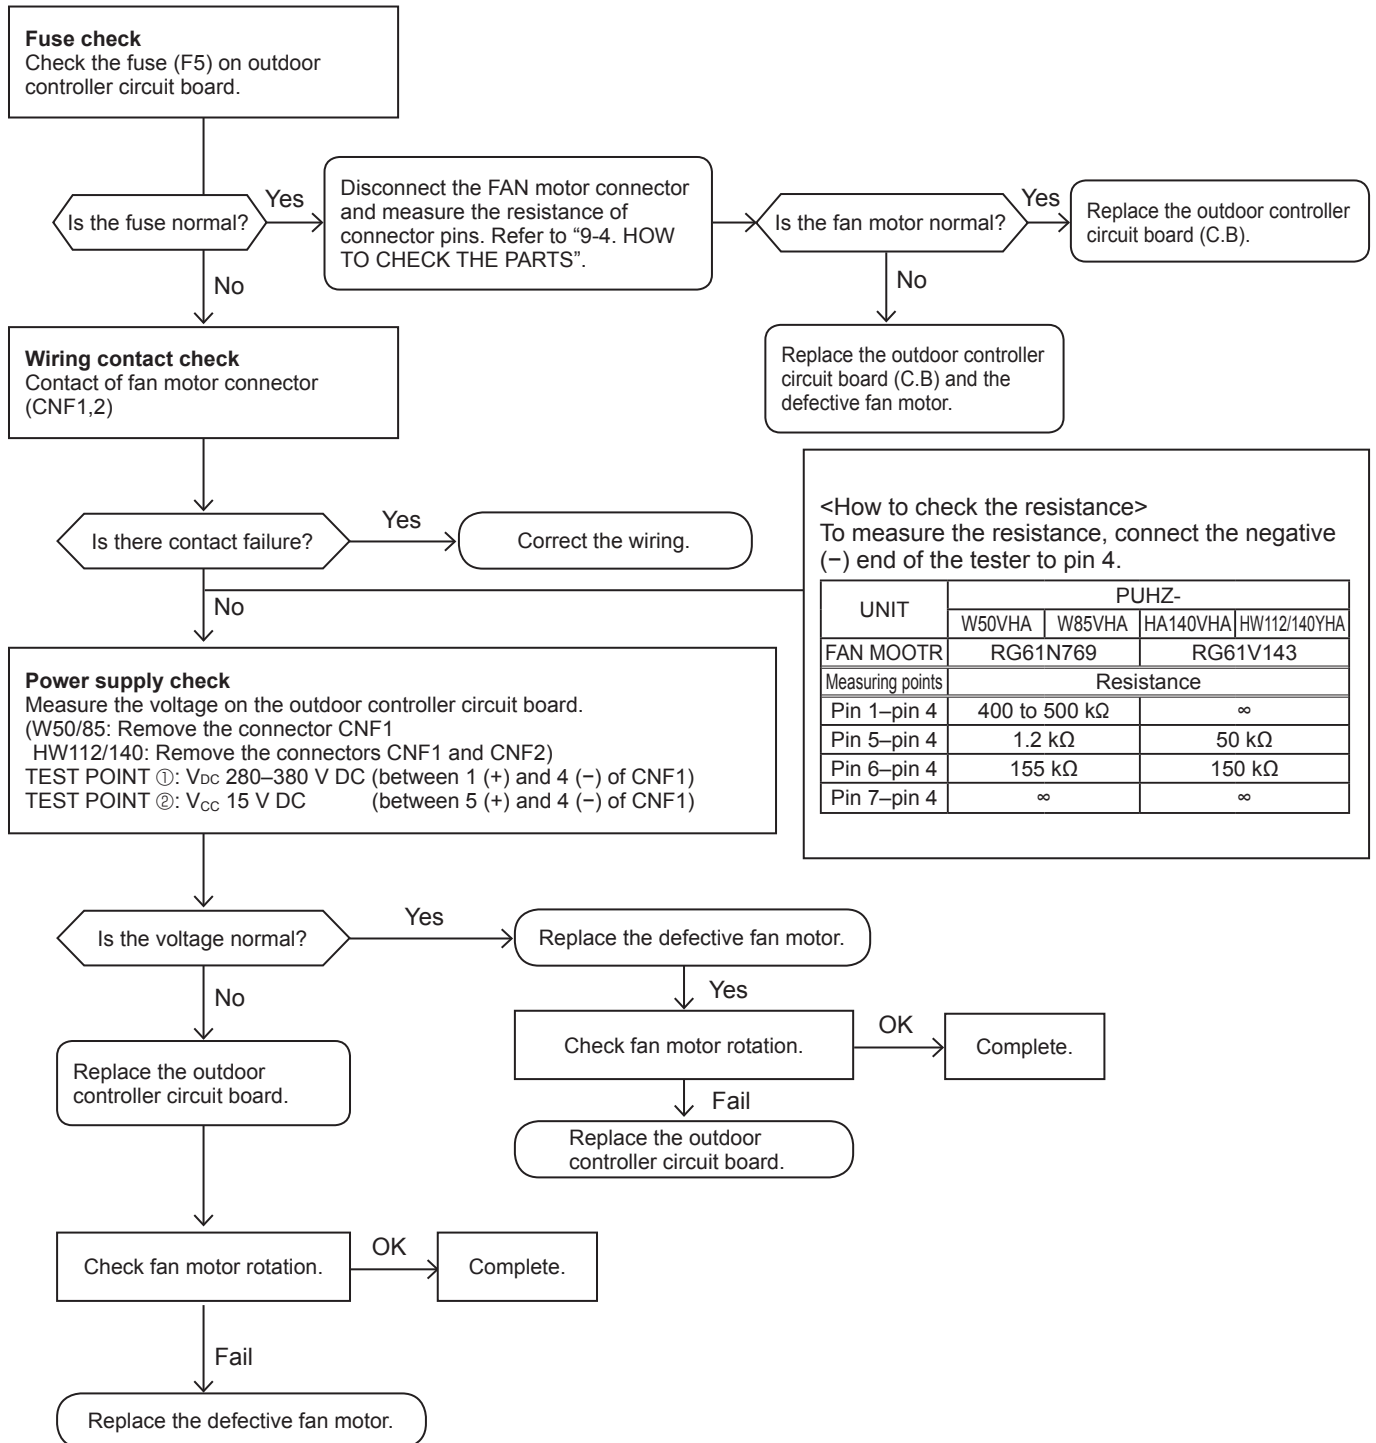 Fuse check
Check the fuse (F5) on outdoor
controller circuit board.
Is the fuse normal?
Yes
Disconnect the FAN motor connector
and measure the resistance of
connector pins. Refer to “9-4. HOW
TO CHECK THE PARTS”.
Is the fan motor normal?
Yes
Replace the outdoor controller
circuit board (C.B).
No
Replace the outdoor controller
circuit board (C.B) and the
defective fan motor.
No
Wiring contact check
Contact of fan motor connector
(CNF1,2)
Is there contact failure?
Yes
Correct the wiring.
No
<How to check the resistance>
To measure the resistance, connect the negative
(−) end of the tester to pin 4.
UNIT PUHZ-
W50VHA W85VHA HA140VHA HW112/140YHA
FAN MOOTR RG61N769 RG61V143
Measuring points Resistance
Pin 1–pin 4 400 to 500 kΩ ∞
Pin 5–pin 4 1.2 kΩ 50 kΩ
Pin 6–pin 4 155 kΩ 150 kΩ
Pin 7–pin 4 ∞ ∞
Power supply check
Measure the voltage on the outdoor controller circuit board.
(W50/85: Remove the connector CNF1
HW112/140: Remove the connectors CNF1 and CNF2)
TEST POINT ①: VDC 280–380 V DC (between 1 (+) and 4 (−) of CNF1)
TEST POINT ②: VCC 15 V DC (between 5 (+) and 4 (−) of CNF1)
Is the voltage normal?
Yes
Replace the defective fan motor.
Yes
Check fan motor rotation.
OK
Complete.
Fail
Replace the outdoor
controller circuit board.
No
Replace the outdoor
controller circuit board.
Check fan motor rotation.
OK
Complete.
Fail
Replace the defective fan motor.